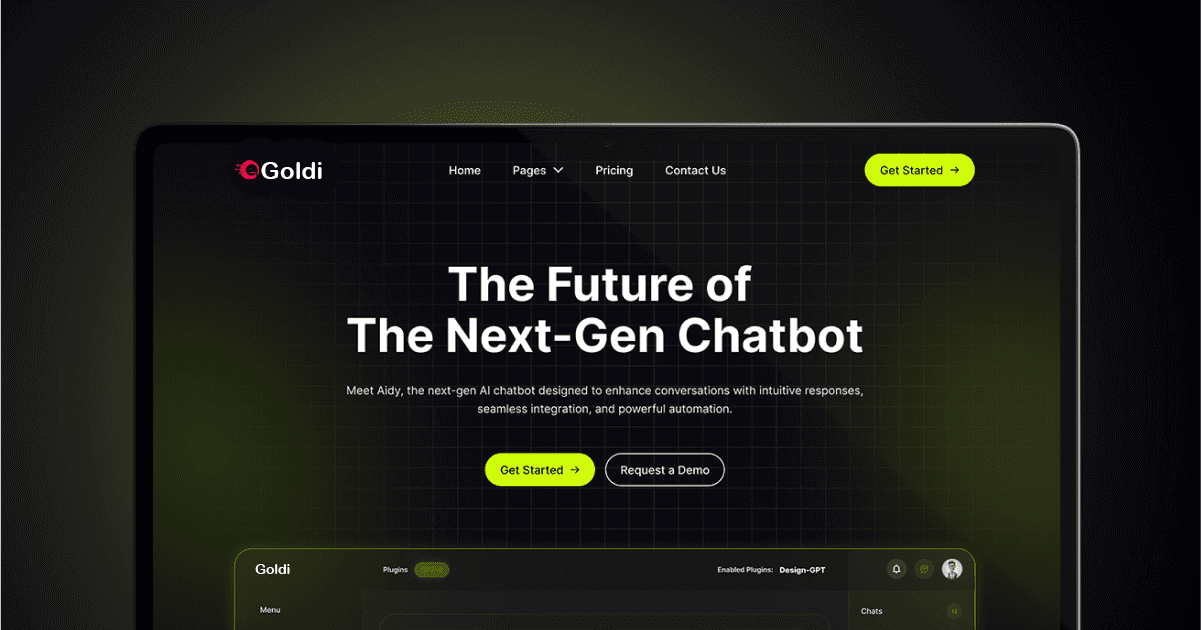 Goldi
Home Pages Pricing Contact Us Get Started →
The Future of
The Next-Gen Chatbot
Meet Aidy, the next-gen AI chatbot designed to enhance conversations with intuitive responses,
seamless integration, and powerful automation.
Get Started → Request a Demo
Goldi Plugins Enabled Plugins: Design-GPT
Menu Chats